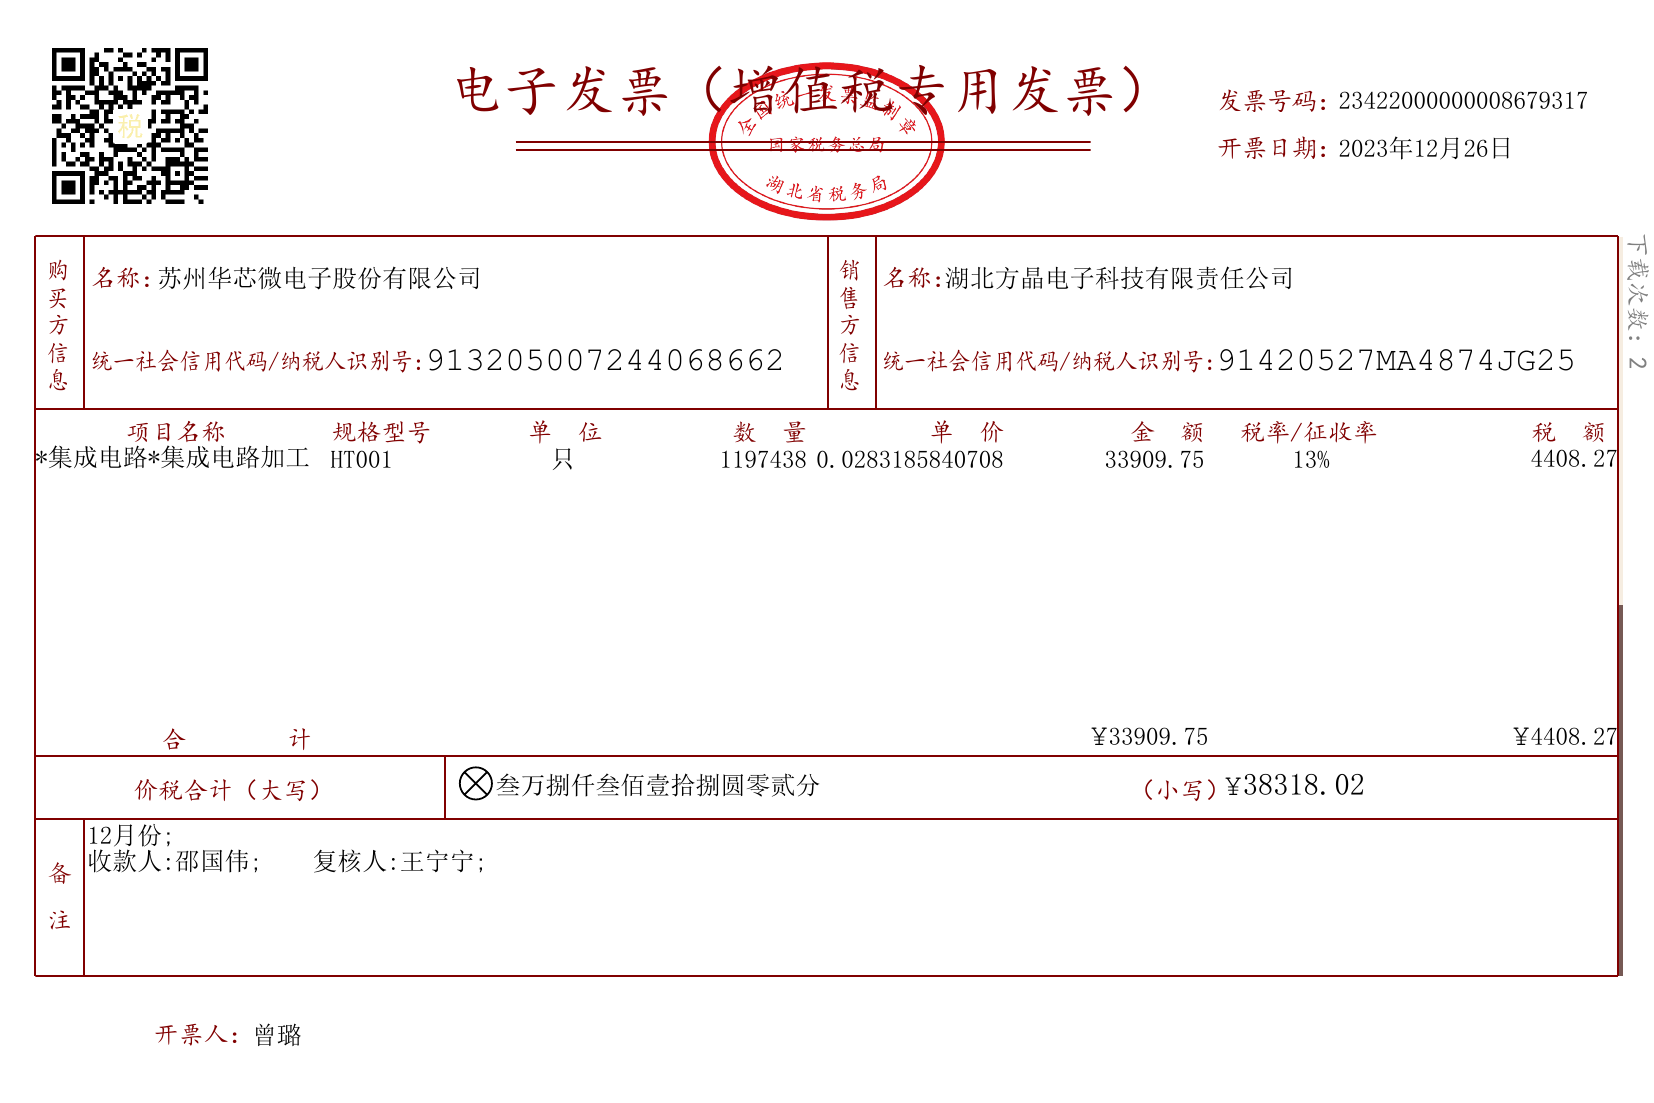 电子发票（增值税专用发票）
全国统一发票监制章
国家税务总局
湖北省税务局
税
发票号码：23422000000008679317
开票日期：2023年12月26日
下载次数：2
购买方信息
名称：苏州华芯微电子股份有限公司
统一社会信用代码/纳税人识别号：913205007244068662
销售方信息
名称：湖北方晶电子科技有限责任公司
统一社会信用代码/纳税人识别号：91420527MA4874JG25
项目名称 规格型号 单位 数量 单价 金额 税率/征收率 税额
*集成电路*集成电路加工 HT001 只 1197438 0.0283185840708 33909.75 13% 4408.27
合计 ¥33909.75 ¥4408.27
价税合计（大写） 叁万捌仟叁佰壹拾捌圆零贰分 （小写）¥38318.02
备注
12月份;
收款人:邵国伟; 复核人:王宁宁;
开票人：曾璐